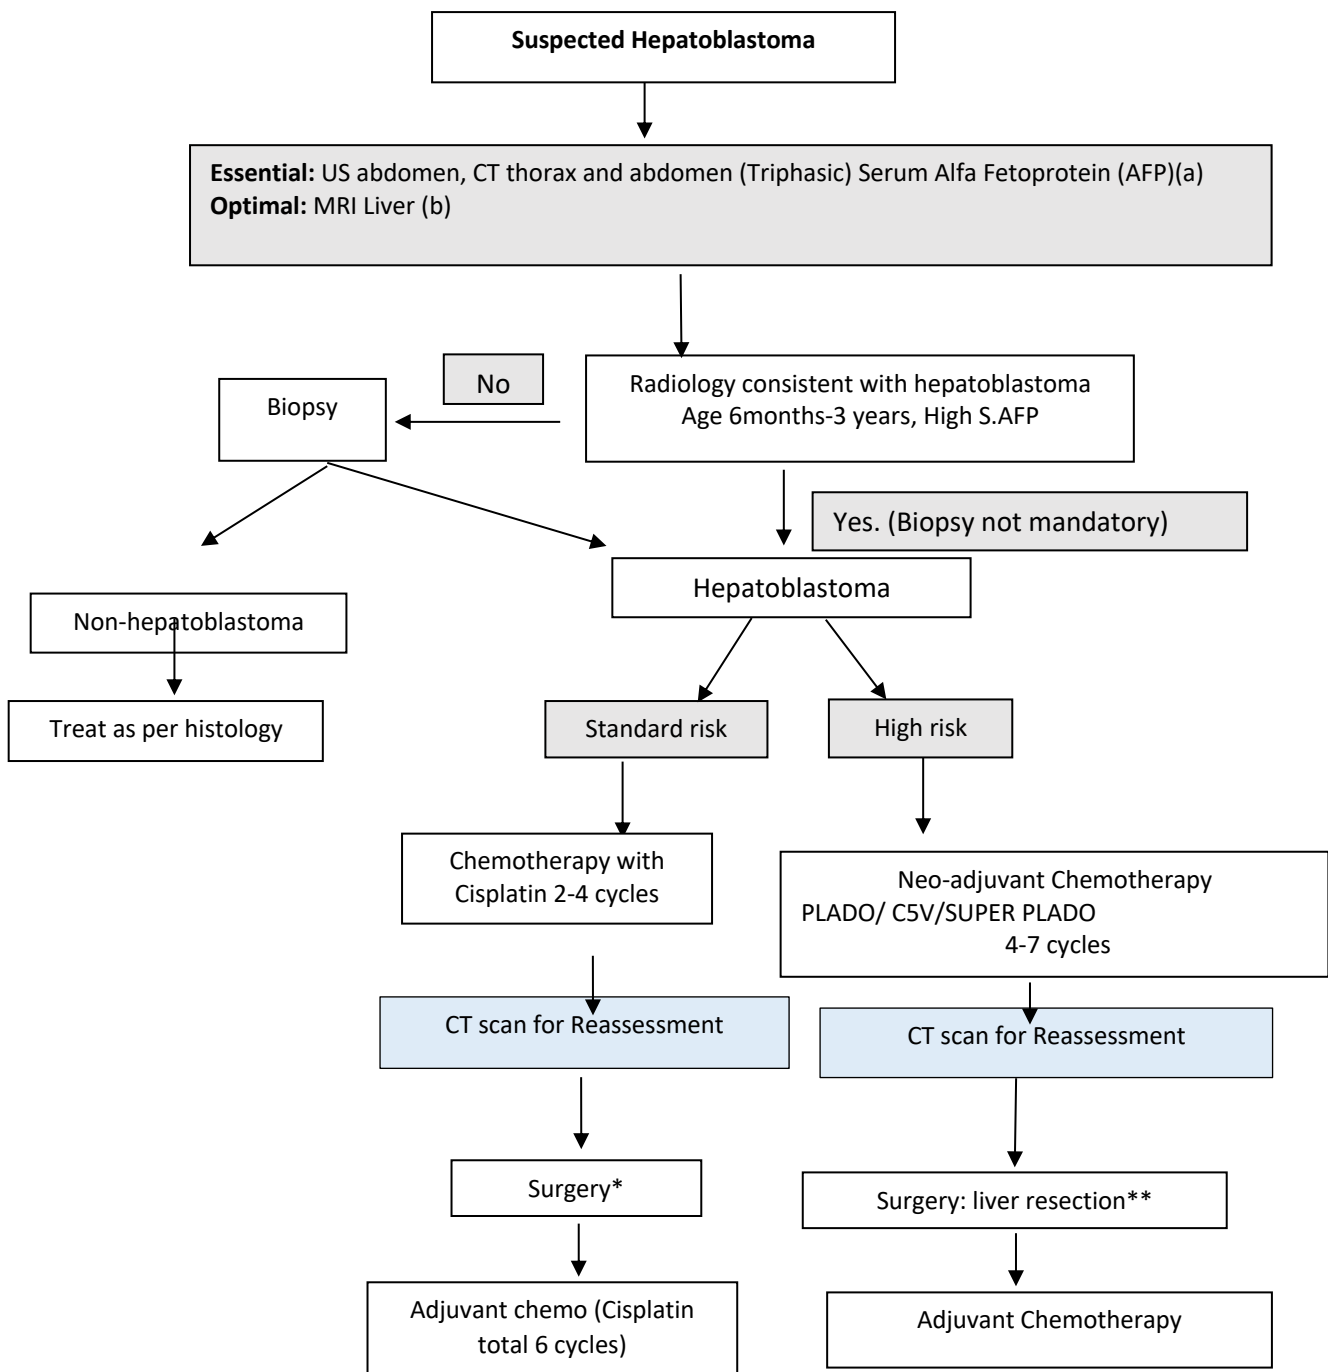 Suspected Hepatoblastoma
Essential: US abdomen, CT thorax and abdomen (Triphasic) Serum Alfa Fetoprotein (AFP)(a)
Optimal: MRI Liver (b)
No
Radiology consistent with hepatoblastoma
Age 6months-3 years, High S.AFP
Biopsy
Yes. (Biopsy not mandatory)
Hepatoblastoma
Non-hepatoblastoma
Treat as per histology
Standard risk
High risk
Chemotherapy with
Cisplatin 2-4 cycles
Neo-adjuvant Chemotherapy
PLADO/ C5V/SUPER PLADO
4-7 cycles
CT scan for Reassessment
CT scan for Reassessment
Surgery*
Surgery: liver resection**
Adjuvant chemo (Cisplatin
total 6 cycles)
Adjuvant Chemotherapy